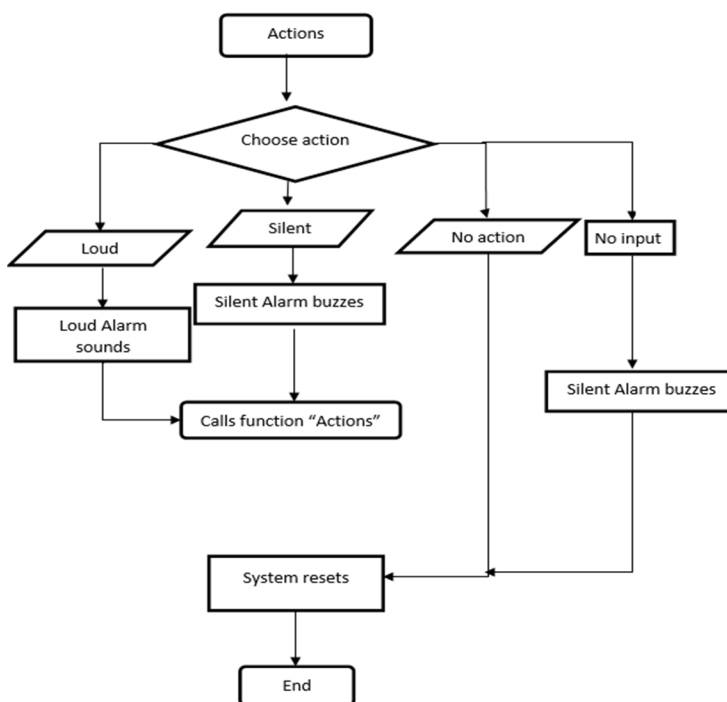 Actions
Choose action
Loud
Silent
No action
No input
Loud Alarm
sounds
Silent Alarm buzzes
Silent Alarm buzzes
Calls function “Actions”
System resets
End